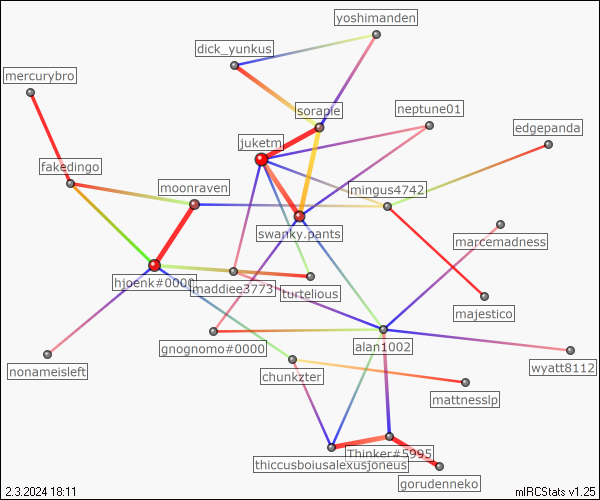 yoshimanden
dick_yunkus
mercurybro
sorapie
neptune01
edgepanda
juketm
fakedingo
moonraven
mingus4742
swanky.pants
marcemadness
hjoenk#0000
maddiee3773
turtelious
majestico
gnognomo#0000
alan1002
nonameisleft
chunkzter
wyatt8112
mattnesslp
Thinker#5995
thiccusboiusalexusjoneus
gorudenneko
2.3.2024 18:11
mIRCStats v1.25